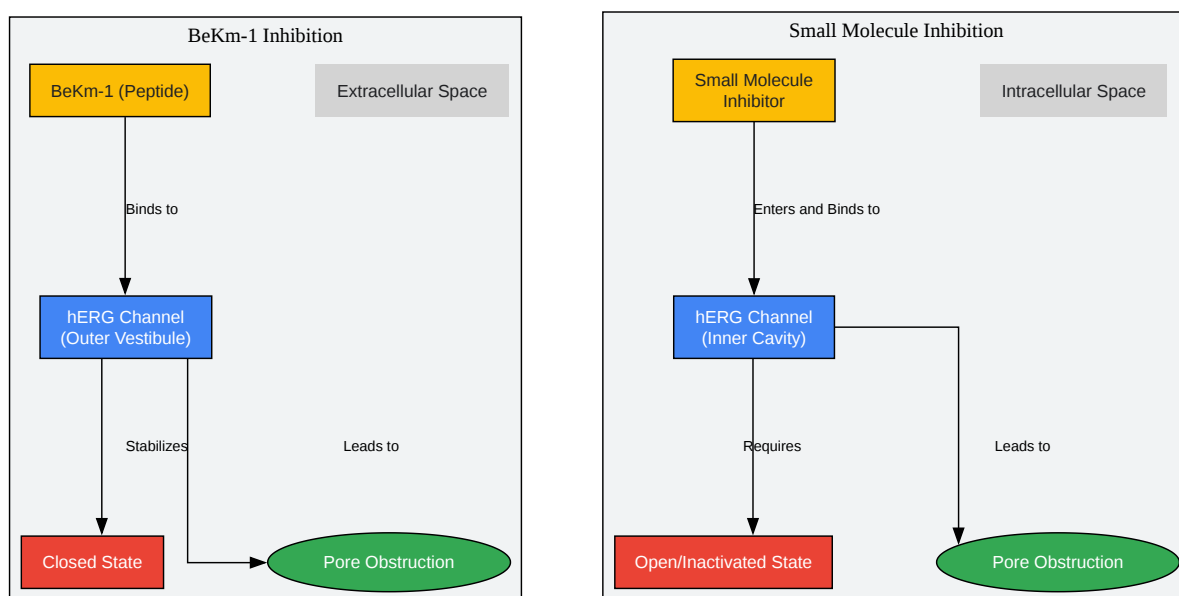 BeKm-1 Inhibition
BeKm-1 (Peptide)
Extracellular Space
Binds to
hERG Channel
(Outer Vestibule)
Stabilizes
Leads to
Closed State
Pore Obstruction
Small Molecule Inhibition
Small Molecule
Inhibitor
Intracellular Space
Enters and Binds to
hERG Channel
(Inner Cavity)
Requires
Leads to
Open/Inactivated State
Pore Obstruction